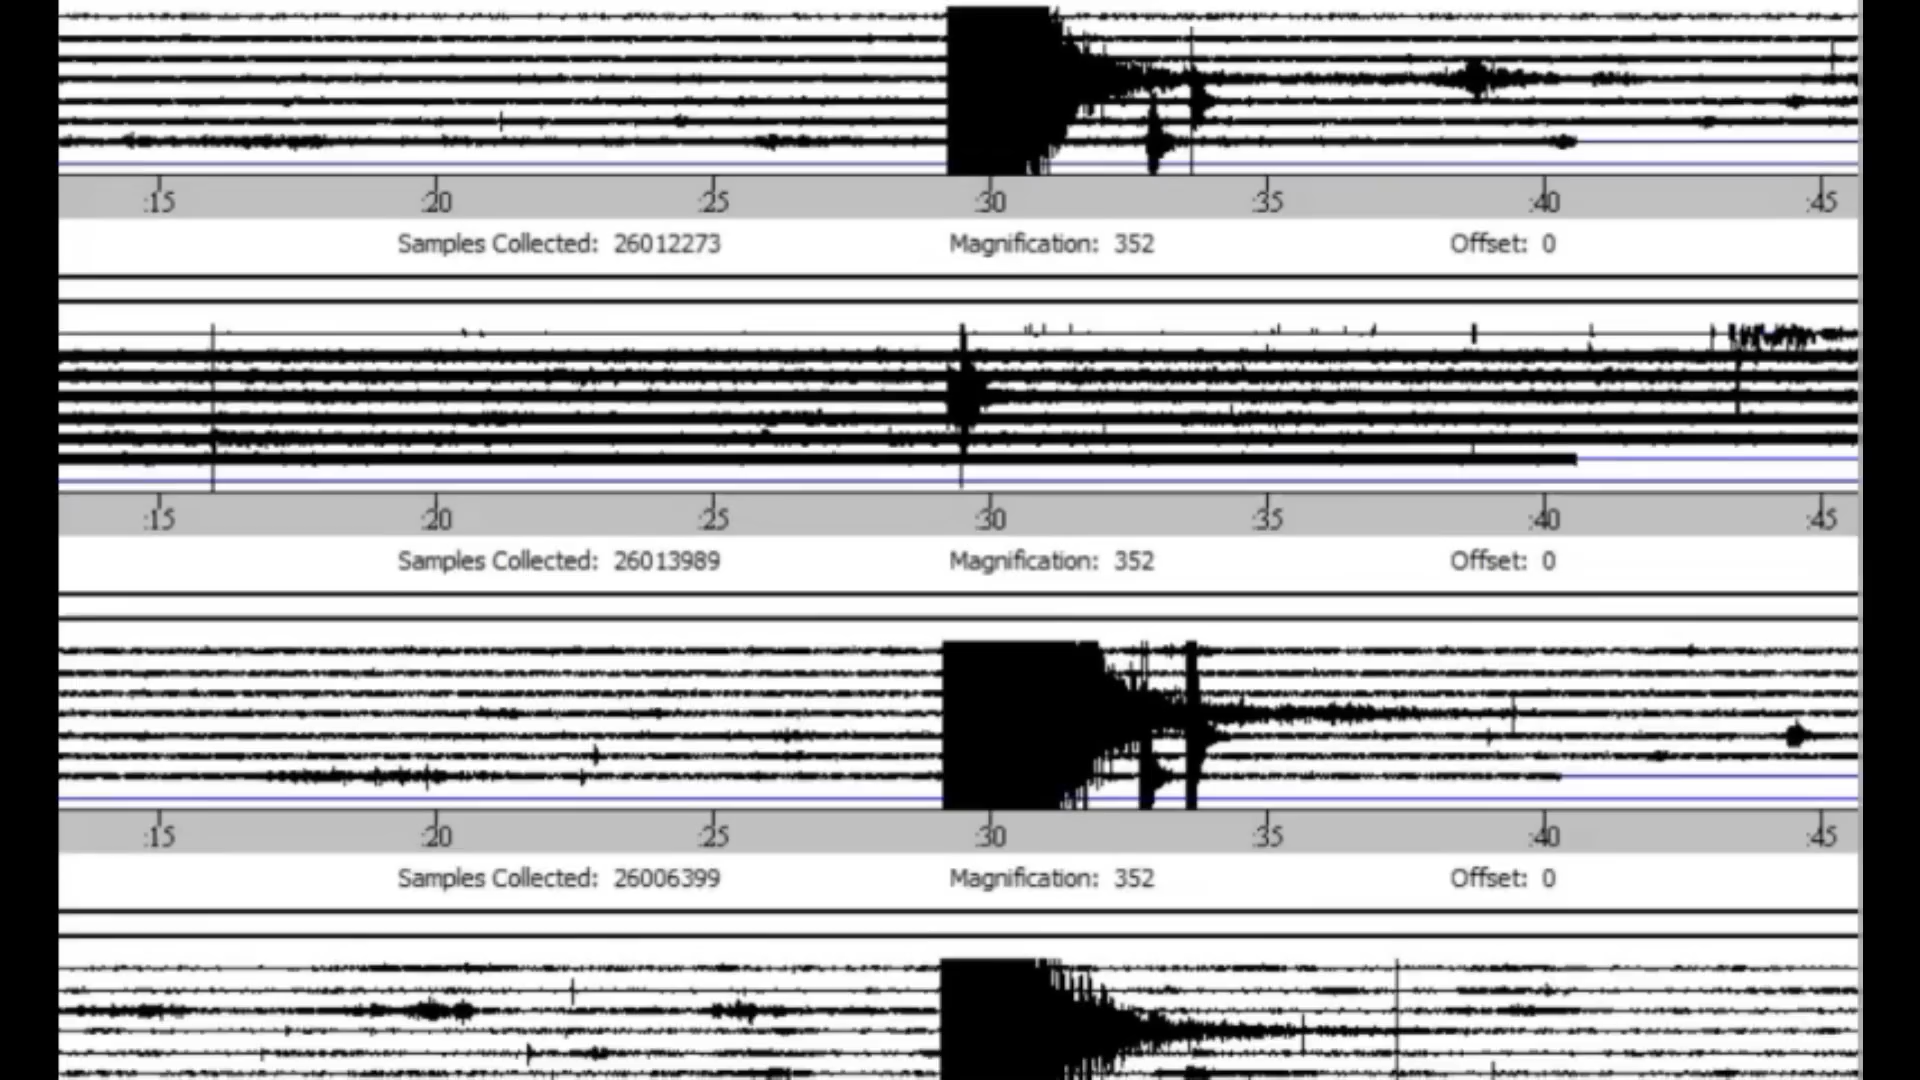 :15 :20 :25 :30 :35 :40 :45
Samples Collected: 26012273 Magnification: 352 Offset: 0
:15 :20 :25 :30 :35 :40 :45
Samples Collected: 26013989 Magnification: 352 Offset: 0
:15 :20 :25 :30 :35 :40 :45
Samples Collected: 26006399 Magnification: 352 Offset: 0